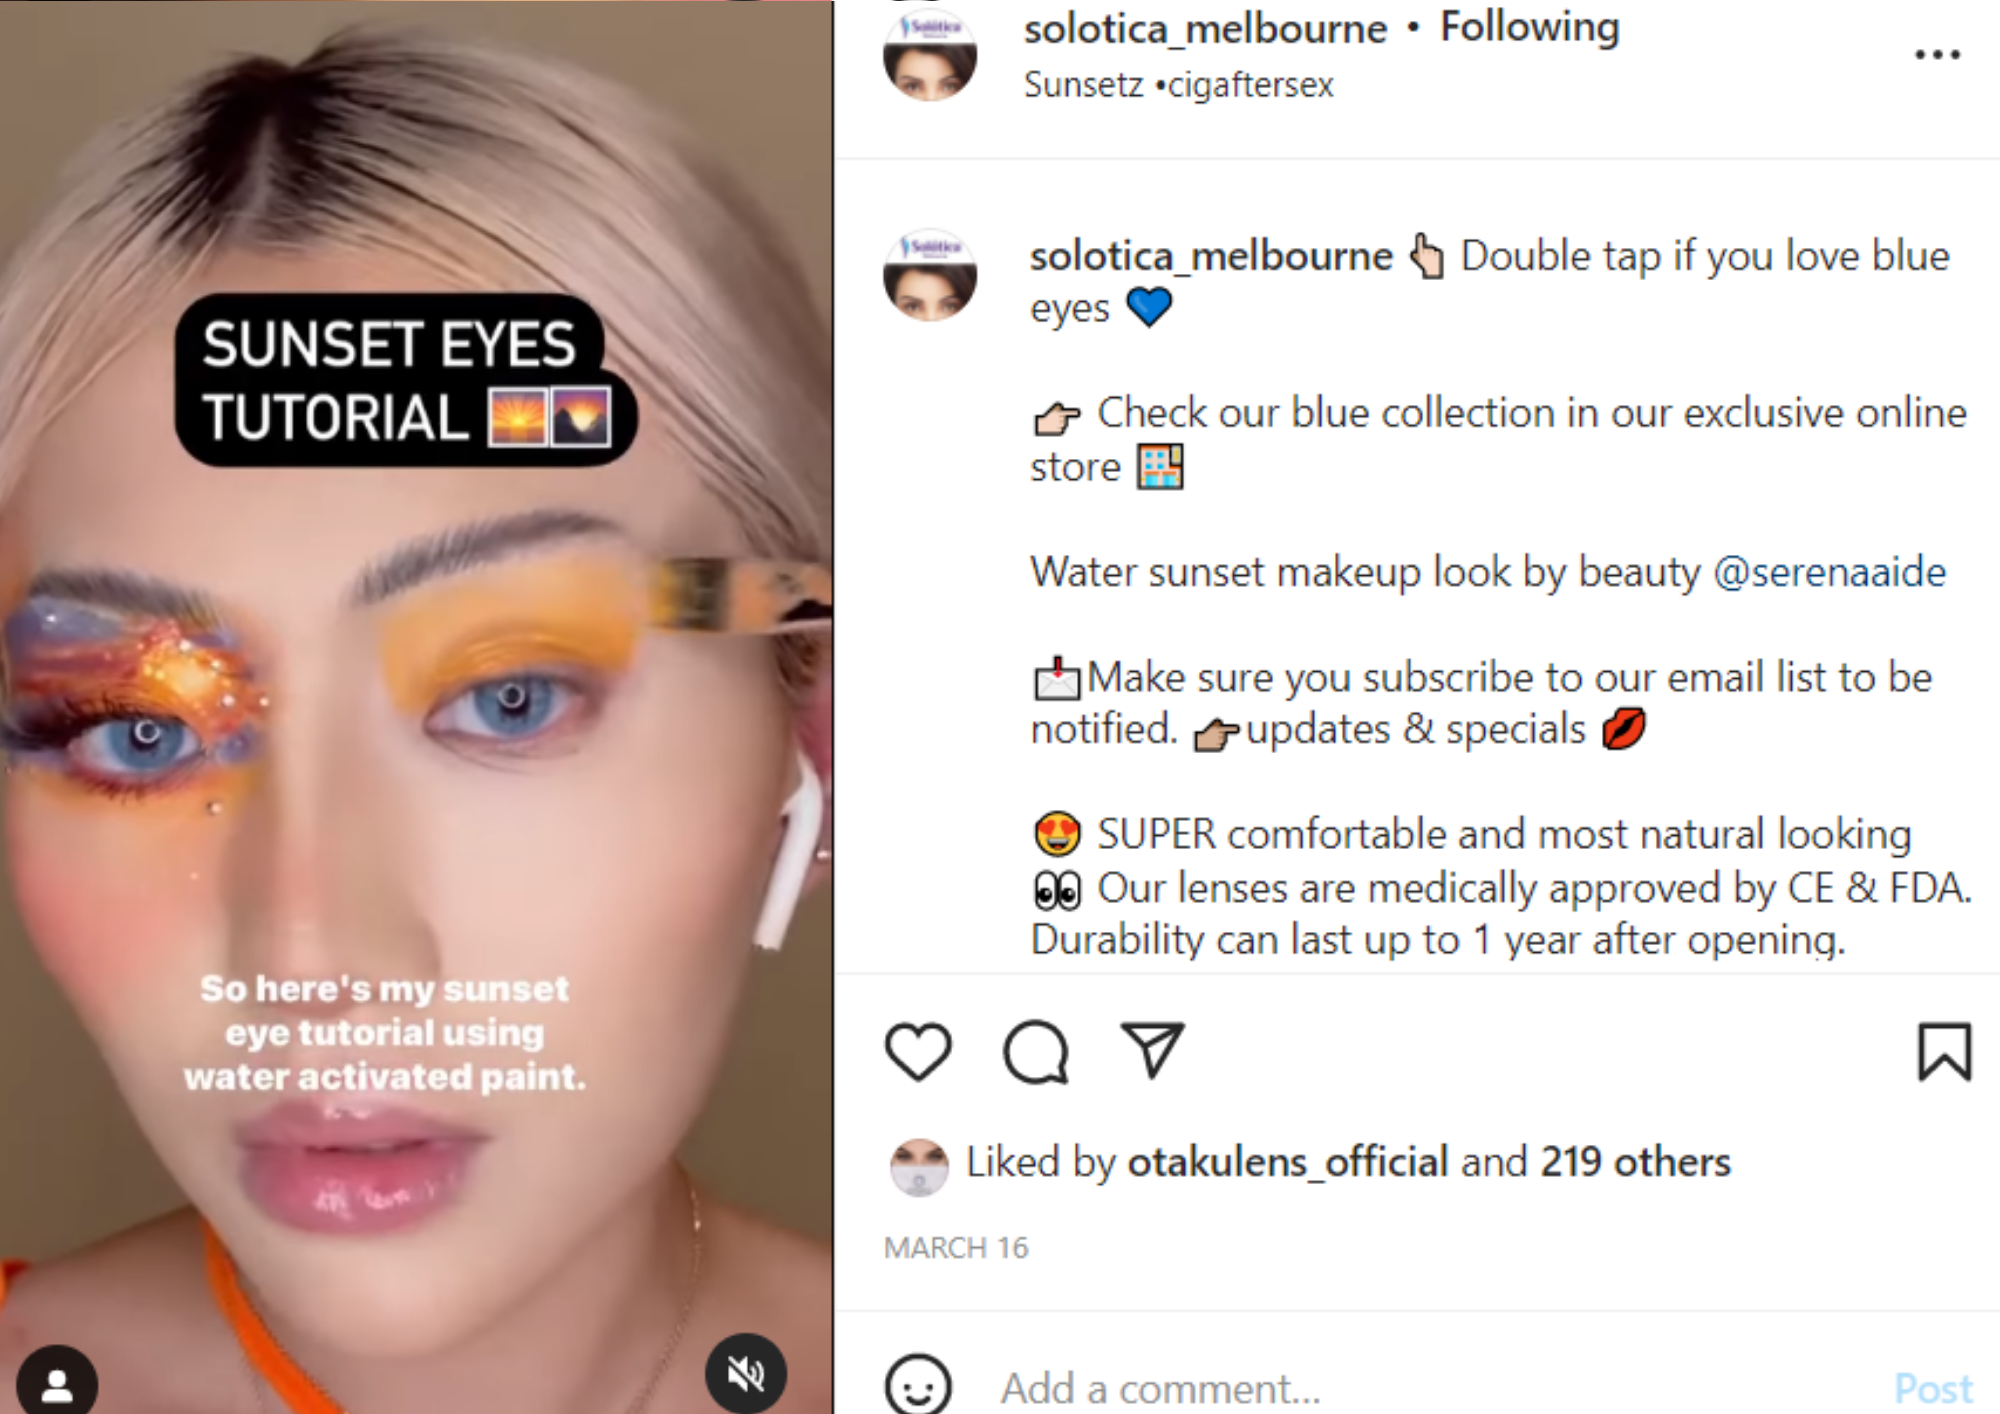 SUNSET EYES
TUTORIAL 🌅🌄
So here's my sunset
eye tutorial using
water activated paint.
Solótica
solotica_melbourne • Following
Sunsetz •cigaftersex
Solótica
solotica_melbourne 👆🏻 Double tap if you love blue
eyes 💙
👉🏻 Check our blue collection in our exclusive online
store 🏪
Water sunset makeup look by beauty @serenaaide
📩Make sure you subscribe to our email list to be
notified. 👉🏽updates & specials 💋
😍 SUPER comfortable and most natural looking
👀 Our lenses are medically approved by CE & FDA.
Durability can last up to 1 year after opening.
Liked by otakulens_official and 219 others
MARCH 16
Add a comment...
Post